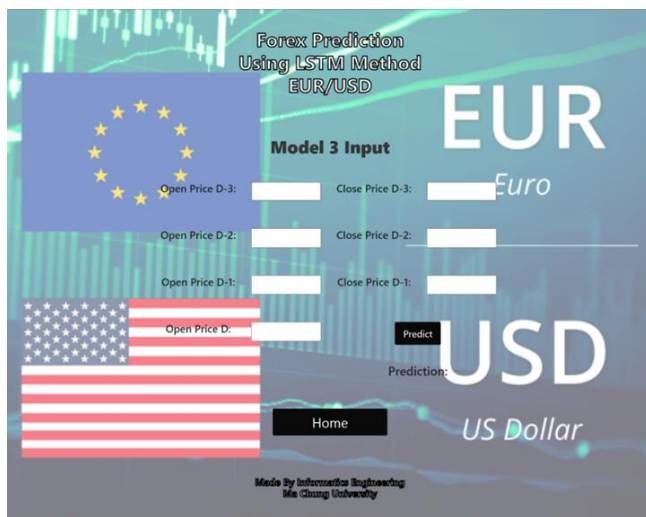 Forex Prediction
Using LSTM Method
EUR/USD
EUR
Euro
Model 3 Input
Open Price D-3:
Close Price D-3:
Open Price D-2:
Close Price D-2:
Open Price D-1:
Close Price D-1:
Open Price D:
Predict
Prediction:
USD
US Dollar
Home
Made By Informatics Engineering
Ma Chung University